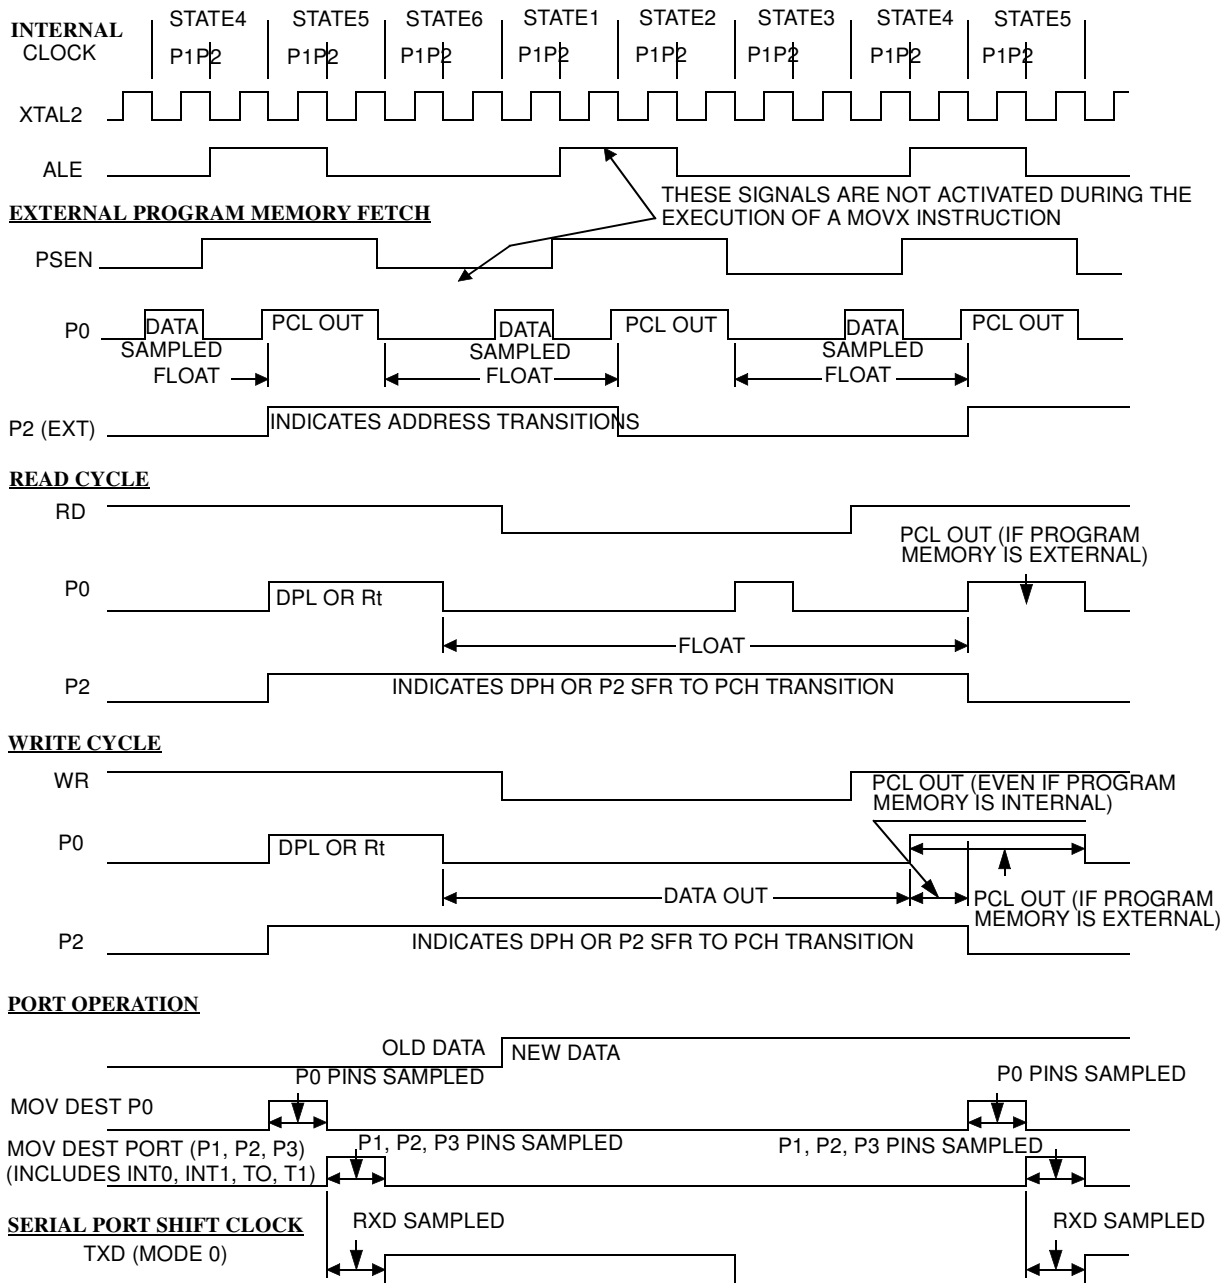 INTERNAL CLOCK
STATE4 STATE5 STATE6 STATE1 STATE2 STATE3 STATE4 STATE5
P1P2 P1P2 P1P2 P1P2 P1P2 P1P2 P1P2 P1P2
XTAL2
ALE
THESE SIGNALS ARE NOT ACTIVATED DURING THE
EXECUTION OF A MOVX INSTRUCTION
EXTERNAL PROGRAM MEMORY FETCH
PSEN
P0 DATA PCL OUT DATA PCL OUT DATA PCL OUT
SAMPLED SAMPLED SAMPLED
FLOAT FLOAT FLOAT
P2 (EXT) INDICATES ADDRESS TRANSITIONS
READ CYCLE
RD
PCL OUT (IF PROGRAM
MEMORY IS EXTERNAL)
P0 DPL OR Rt
FLOAT
P2 INDICATES DPH OR P2 SFR TO PCH TRANSITION
WRITE CYCLE
WR
PCL OUT (EVEN IF PROGRAM
MEMORY IS INTERNAL)
P0 DPL OR Rt
DATA OUT
PCL OUT (IF PROGRAM
MEMORY IS EXTERNAL)
P2 INDICATES DPH OR P2 SFR TO PCH TRANSITION
PORT OPERATION
OLD DATA NEW DATA
P0 PINS SAMPLED P0 PINS SAMPLED
MOV DEST P0
MOV DEST PORT (P1, P2, P3) P1, P2, P3 PINS SAMPLED P1, P2, P3 PINS SAMPLED
(INCLUDES INT0, INT1, TO, T1)
SERIAL PORT SHIFT CLOCK RXD SAMPLED RXD SAMPLED
TXD (MODE 0)